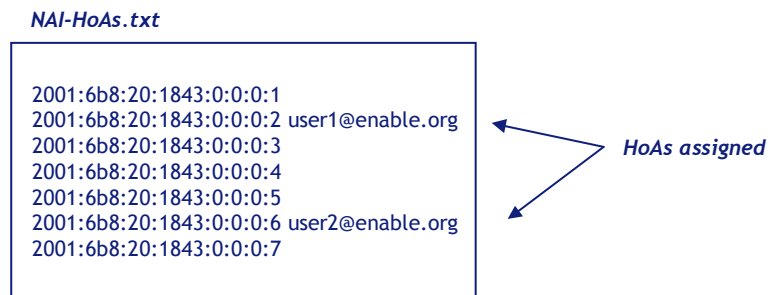 NAI-HoAs.txt
2001:6b8:20:1843:0:0:0:1
2001:6b8:20:1843:0:0:0:2 user1@enable.org
2001:6b8:20:1843:0:0:0:3
2001:6b8:20:1843:0:0:0:4
2001:6b8:20:1843:0:0:0:5
2001:6b8:20:1843:0:0:0:6 user2@enable.org
2001:6b8:20:1843:0:0:0:7
HoAs assigned